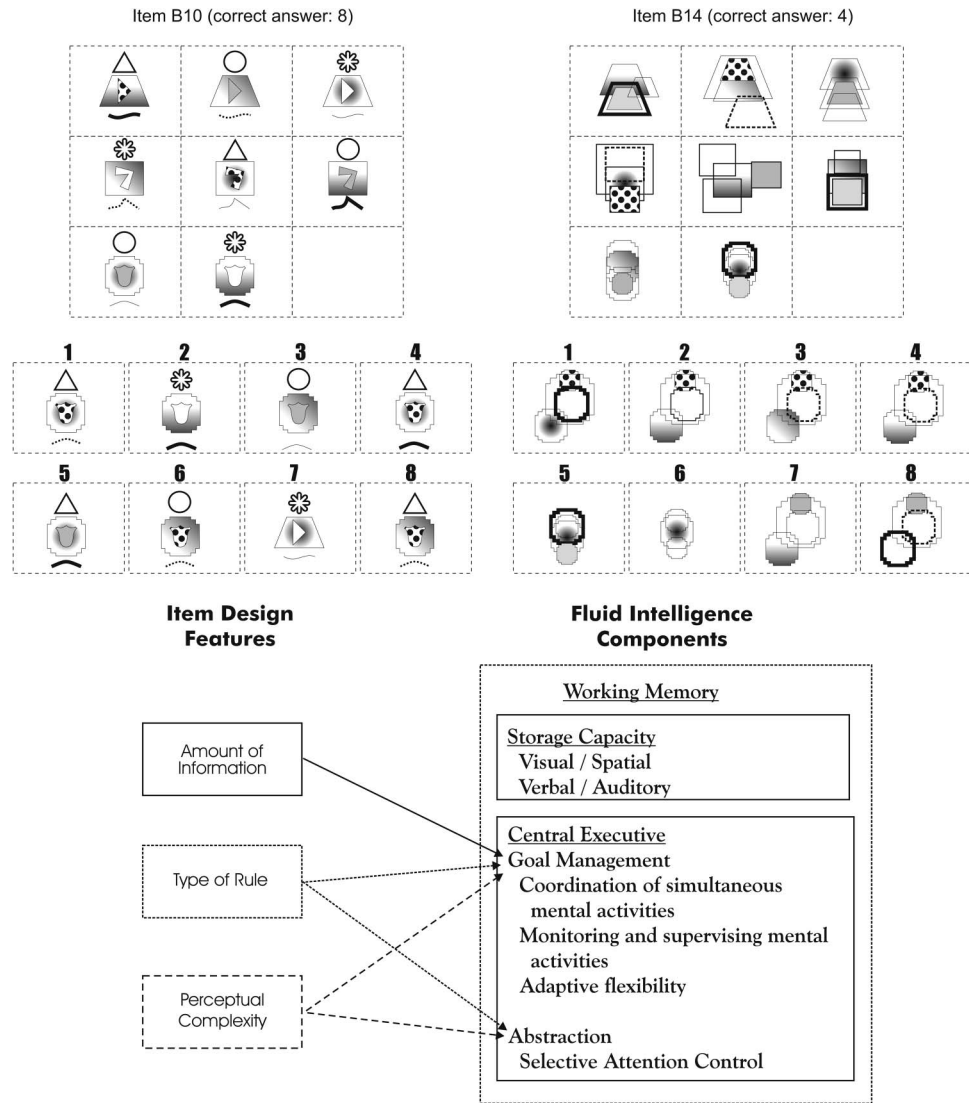 Item B10 (correct answer: 8)
Item B14 (correct answer: 4)
1 2 3 4
1 2 3 4
5 6 7 8
5 6 7 8
Item Design
Features
Fluid Intelligence
Components
Amount of
Information
Type of Rule
Perceptual
Complexity
Working Memory
Storage Capacity
Visual / Spatial
Verbal / Auditory
Central Executive
Goal Management
Coordination of simultaneous
mental activities
Monitoring and supervising mental
activities
Adaptive flexibility
Abstraction
Selective Attention Control